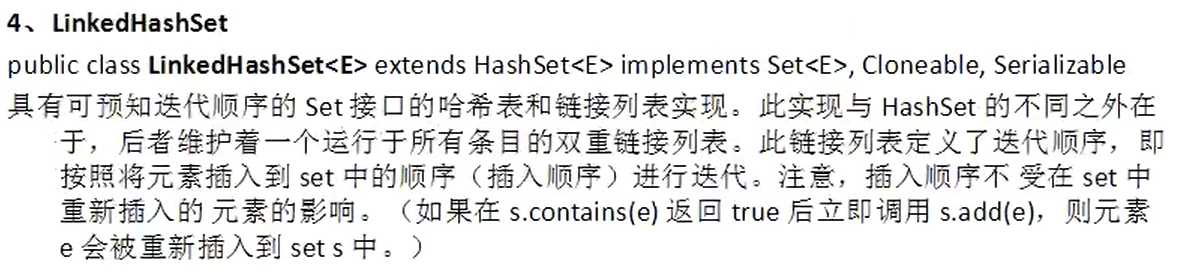 4、LinkedHashSet
public class LinkedHashSet<E> extends HashSet<E> implements Set<E>, Cloneable, Serializable
具有可预知迭代顺序的 Set 接口的哈希表和链接列表实现。此实现与 HashSet 的不同之外在
于，后者维护着一个运行于所有条目的双重链接列表。此链接列表定义了迭代顺序，即
按照将元素插入到 set 中的顺序（插入顺序）进行迭代。注意，插入顺序不 受在 set 中
重新插入的 元素的影响。（如果在 s.contains(e) 返回 true 后立即调用 s.add(e)，则元素
e 会被重新插入到 set s 中。）